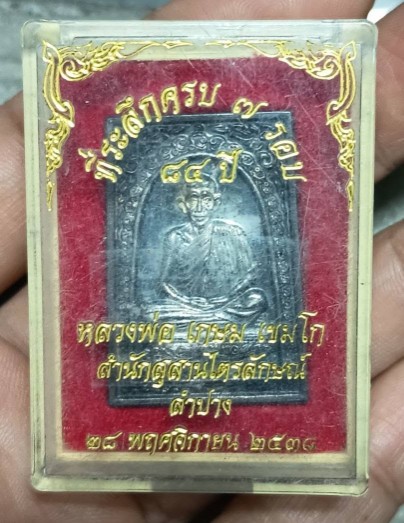 ที่ระลึกครบ ๗ รอบ
๘๔ ปี
หลวงพ่อ เกษม เขมโก
สำนักสุสานไตรลักษณ์
ลำปาง
๒๘ พฤศจิกายน ๒๕๓๘